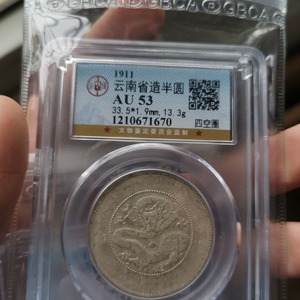 GBCA GBCA GBCA
1911
云南省造半圆
AU 53
33.5*1.9mm, 13.3g
1210671670
四空圈
★ 文物鉴定委员会监制 ★